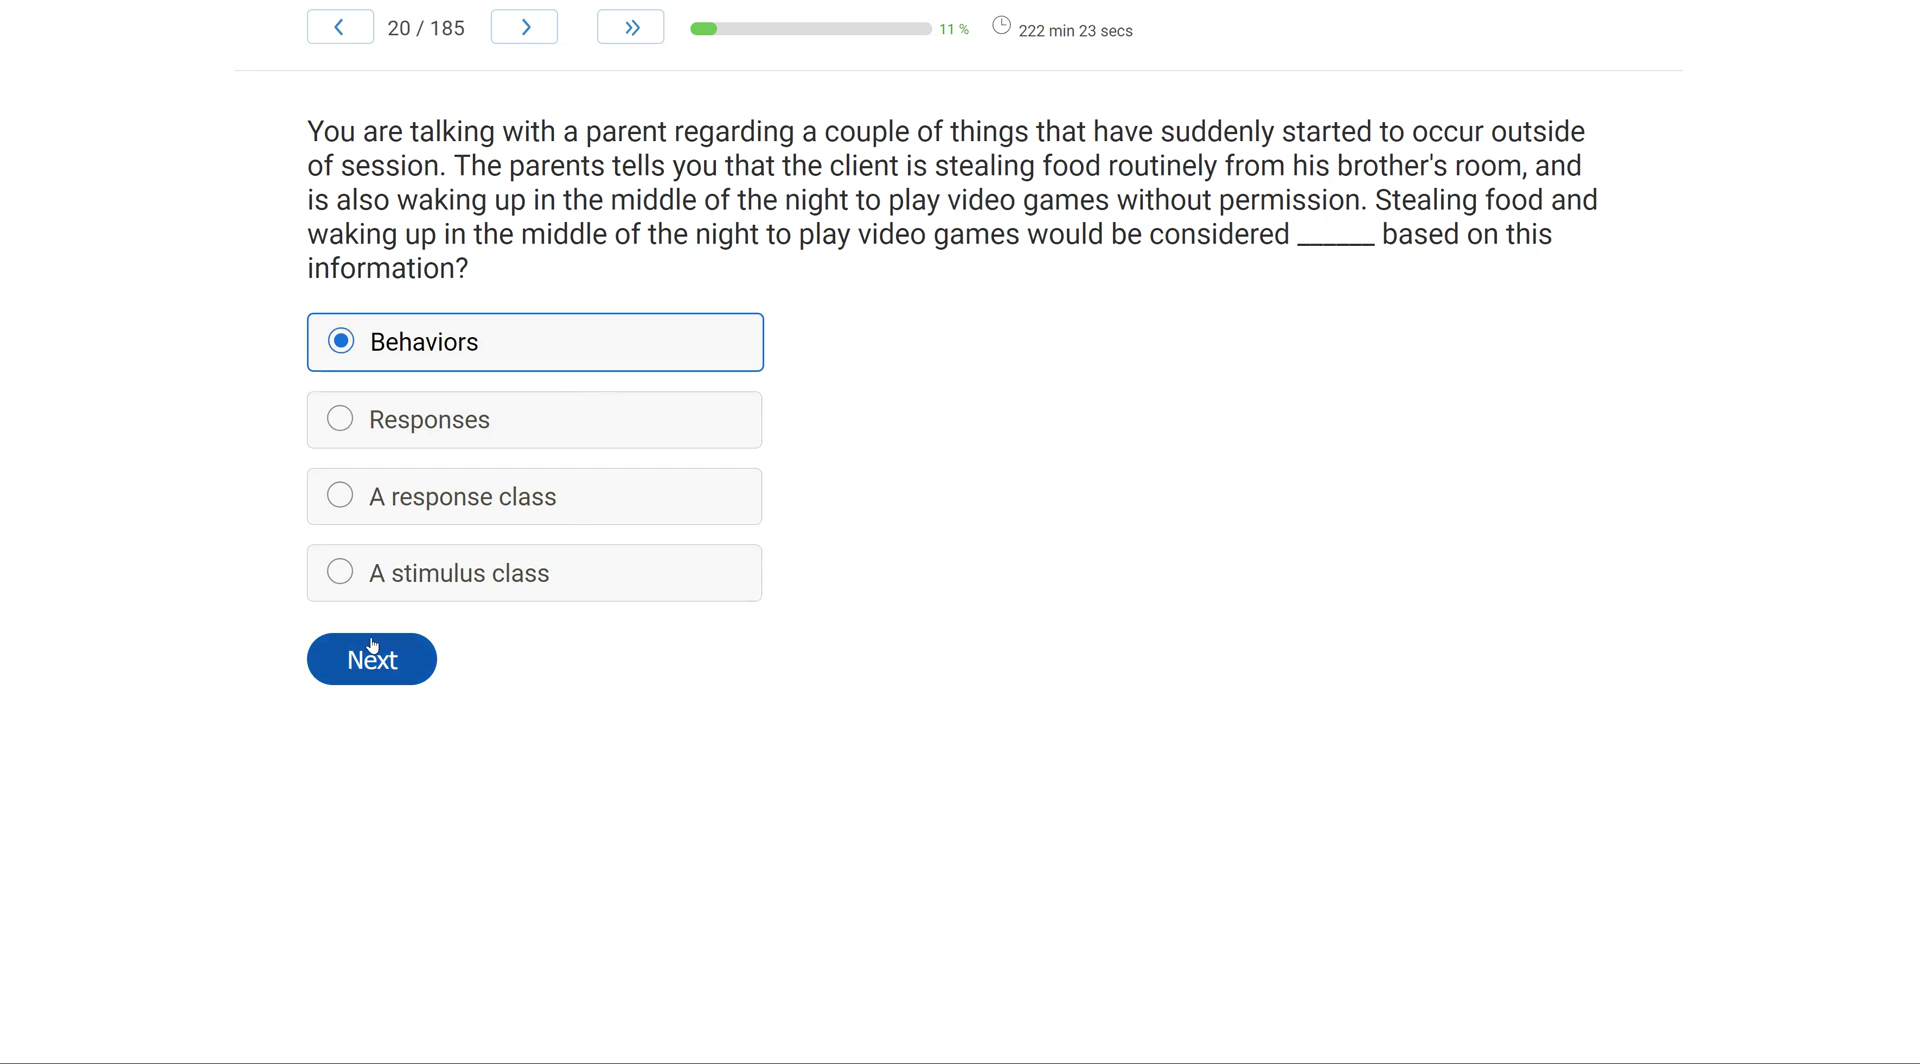 20 / 185
11 %
222 min 23 secs
You are talking with a parent regarding a couple of things that have suddenly started to occur outside
of session. The parents tells you that the client is stealing food routinely from his brother's room, and
is also waking up in the middle of the night to play video games without permission. Stealing food and
waking up in the middle of the night to play video games would be considered ______ based on this
information?
Behaviors
Responses
A response class
A stimulus class
Next